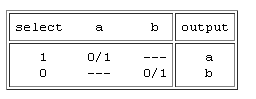 select a b output
1 0/1 --- a
0 --- 0/1 b